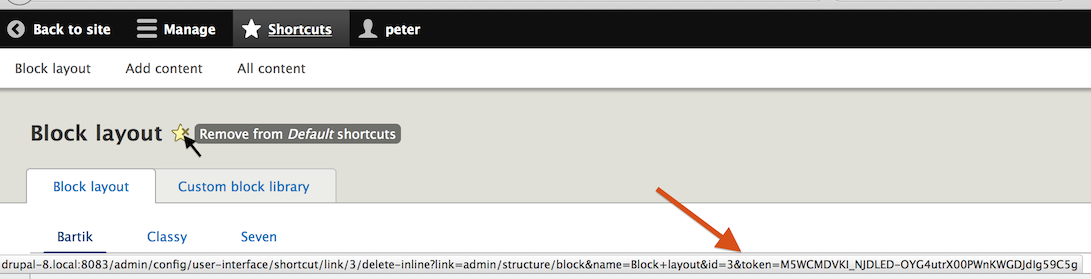 Back to site Manage Shortcuts peter
Block layout Add content All content
Block layout Remove from Default shortcuts
Block layout Custom block library
Bartik Classy Seven
drupal-8.local:8083/admin/config/user-interface/shortcut/link/3/delete-inline?link=admin/structure/block&name=Block+layout&id=3&token=M5WCMDVKI_NJDLED-OYG4utrX00PWnKWGDJdIg59C5g